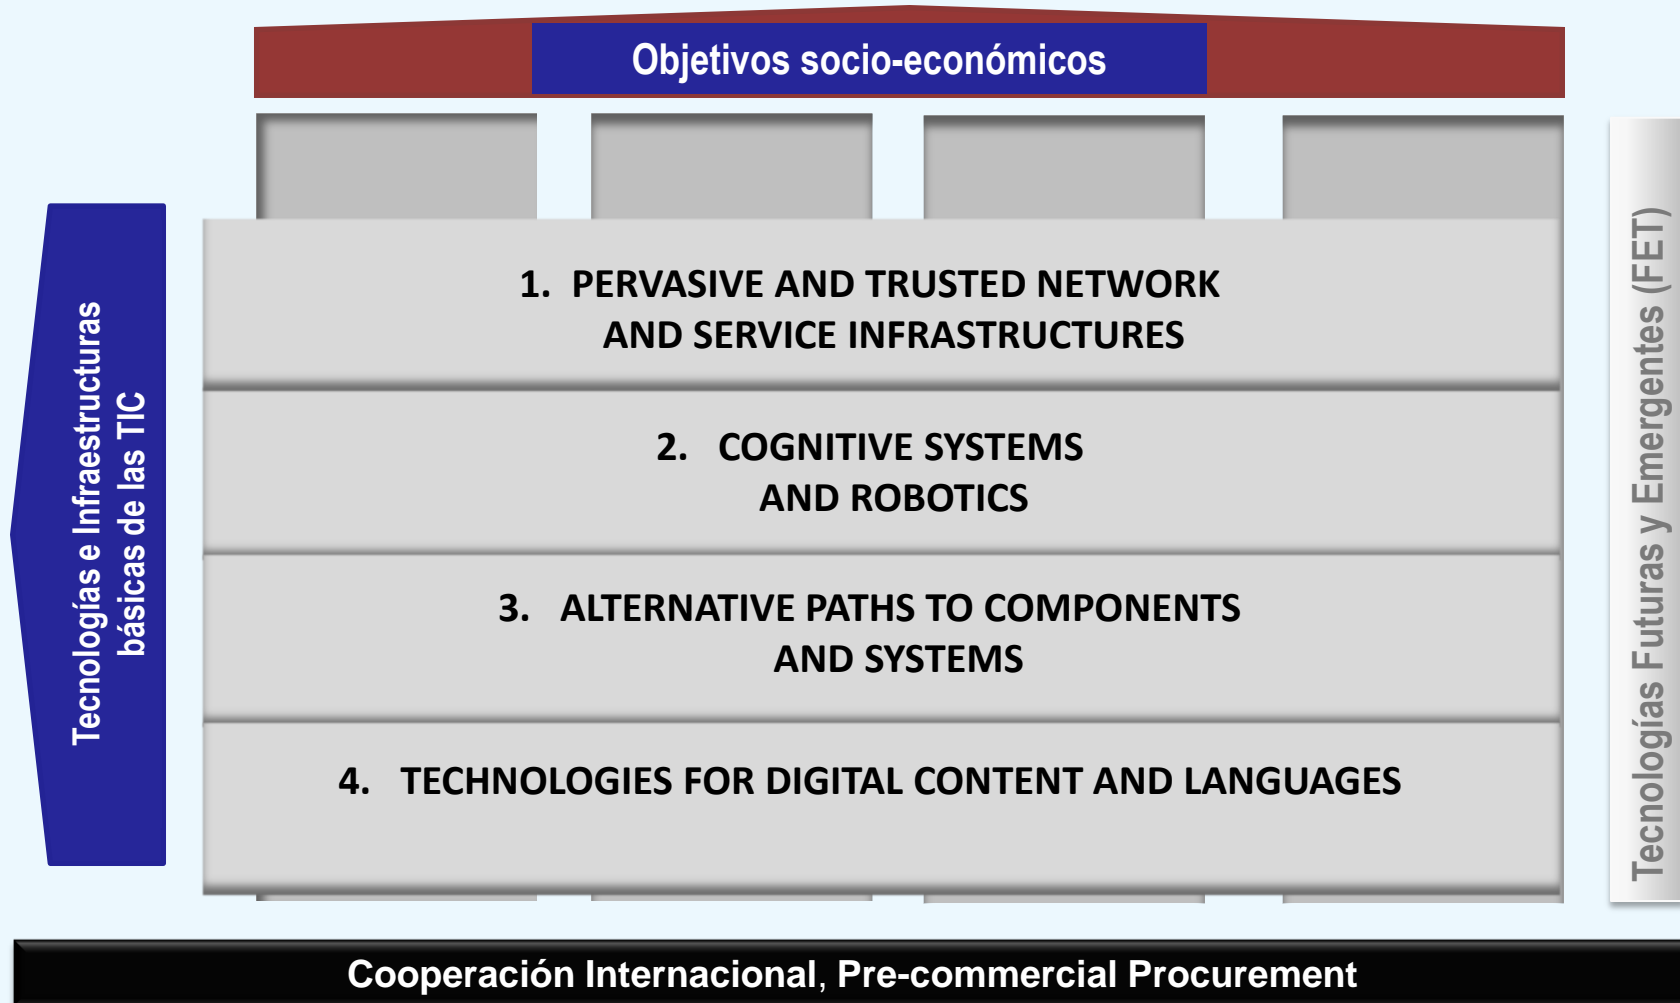 Objetivos socio-económicos
Tecnologías e Infraestructuras
básicas de las TIC
1. PERVASIVE AND TRUSTED NETWORK
AND SERVICE INFRASTRUCTURES
2. COGNITIVE SYSTEMS
AND ROBOTICS
3. ALTERNATIVE PATHS TO COMPONENTS
AND SYSTEMS
4. TECHNOLOGIES FOR DIGITAL CONTENT AND LANGUAGES
Tecnologías Futuras y Emergentes (FET)
Cooperación Internacional, Pre-commercial Procurement